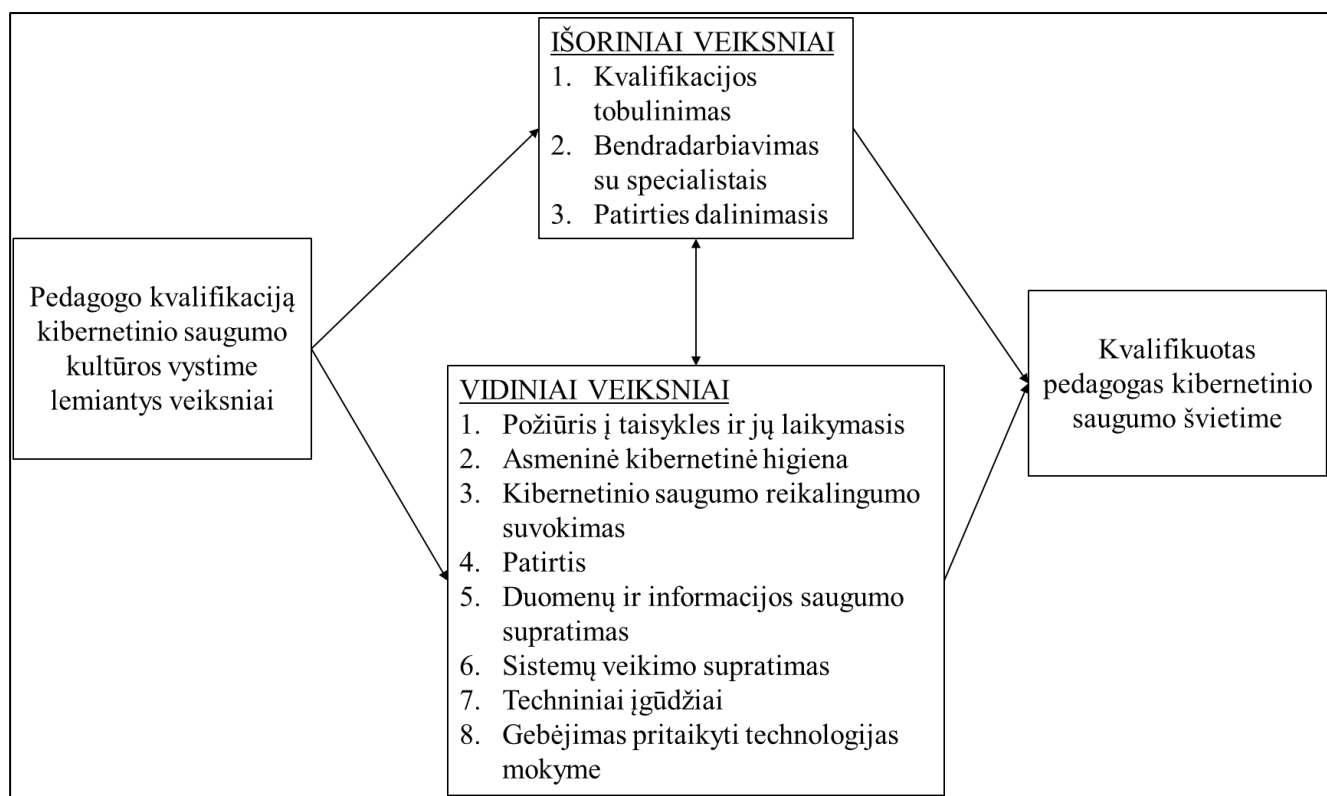 IŠORINIAI VEIKSNIAI
1. Kvalifikacijos
tobulinimas
2. Bendradarbiavimas
su specialistais
3. Patirties dalinimasis
Pedagogo kvalifikaciją
kibernetinio saugumo
kultūros vystime
lemiantys veiksniai
VIDINIAI VEIKSNIAI
1. Požiūris į taisykles ir jų laikymasis
2. Asmeninė kibernetinė higiena
3. Kibernetinio saugumo reikalingumo
suvokimas
4. Patirtis
5. Duomenų ir informacijos saugumo
supratimas
6. Sistemų veikimo supratimas
7. Techniniai įgūdžiai
8. Gebėjimas pritaikyti technologijas
mokyme
Kvalifikuotas
pedagogas kibernetinio
saugumo švietime